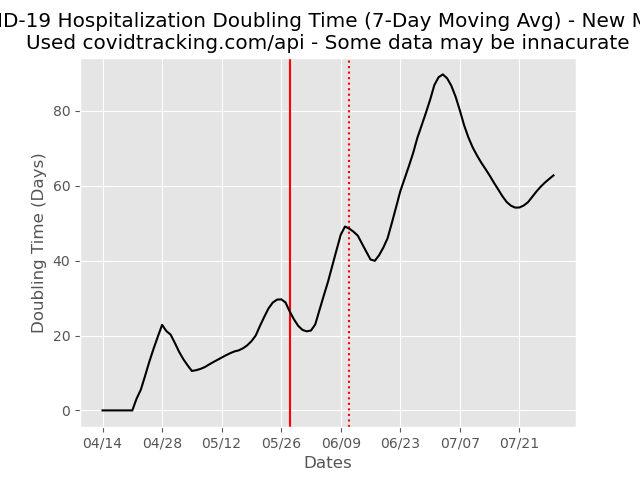 ID-19 Hospitalization Doubling Time (7-Day Moving Avg) - New M
Used covidtracking.com/api - Some data may be innacurate
80
60
40
20
0
Doubling Time (Days)
04/14 04/28 05/12 05/26 06/09 06/23 07/07 07/21
Dates